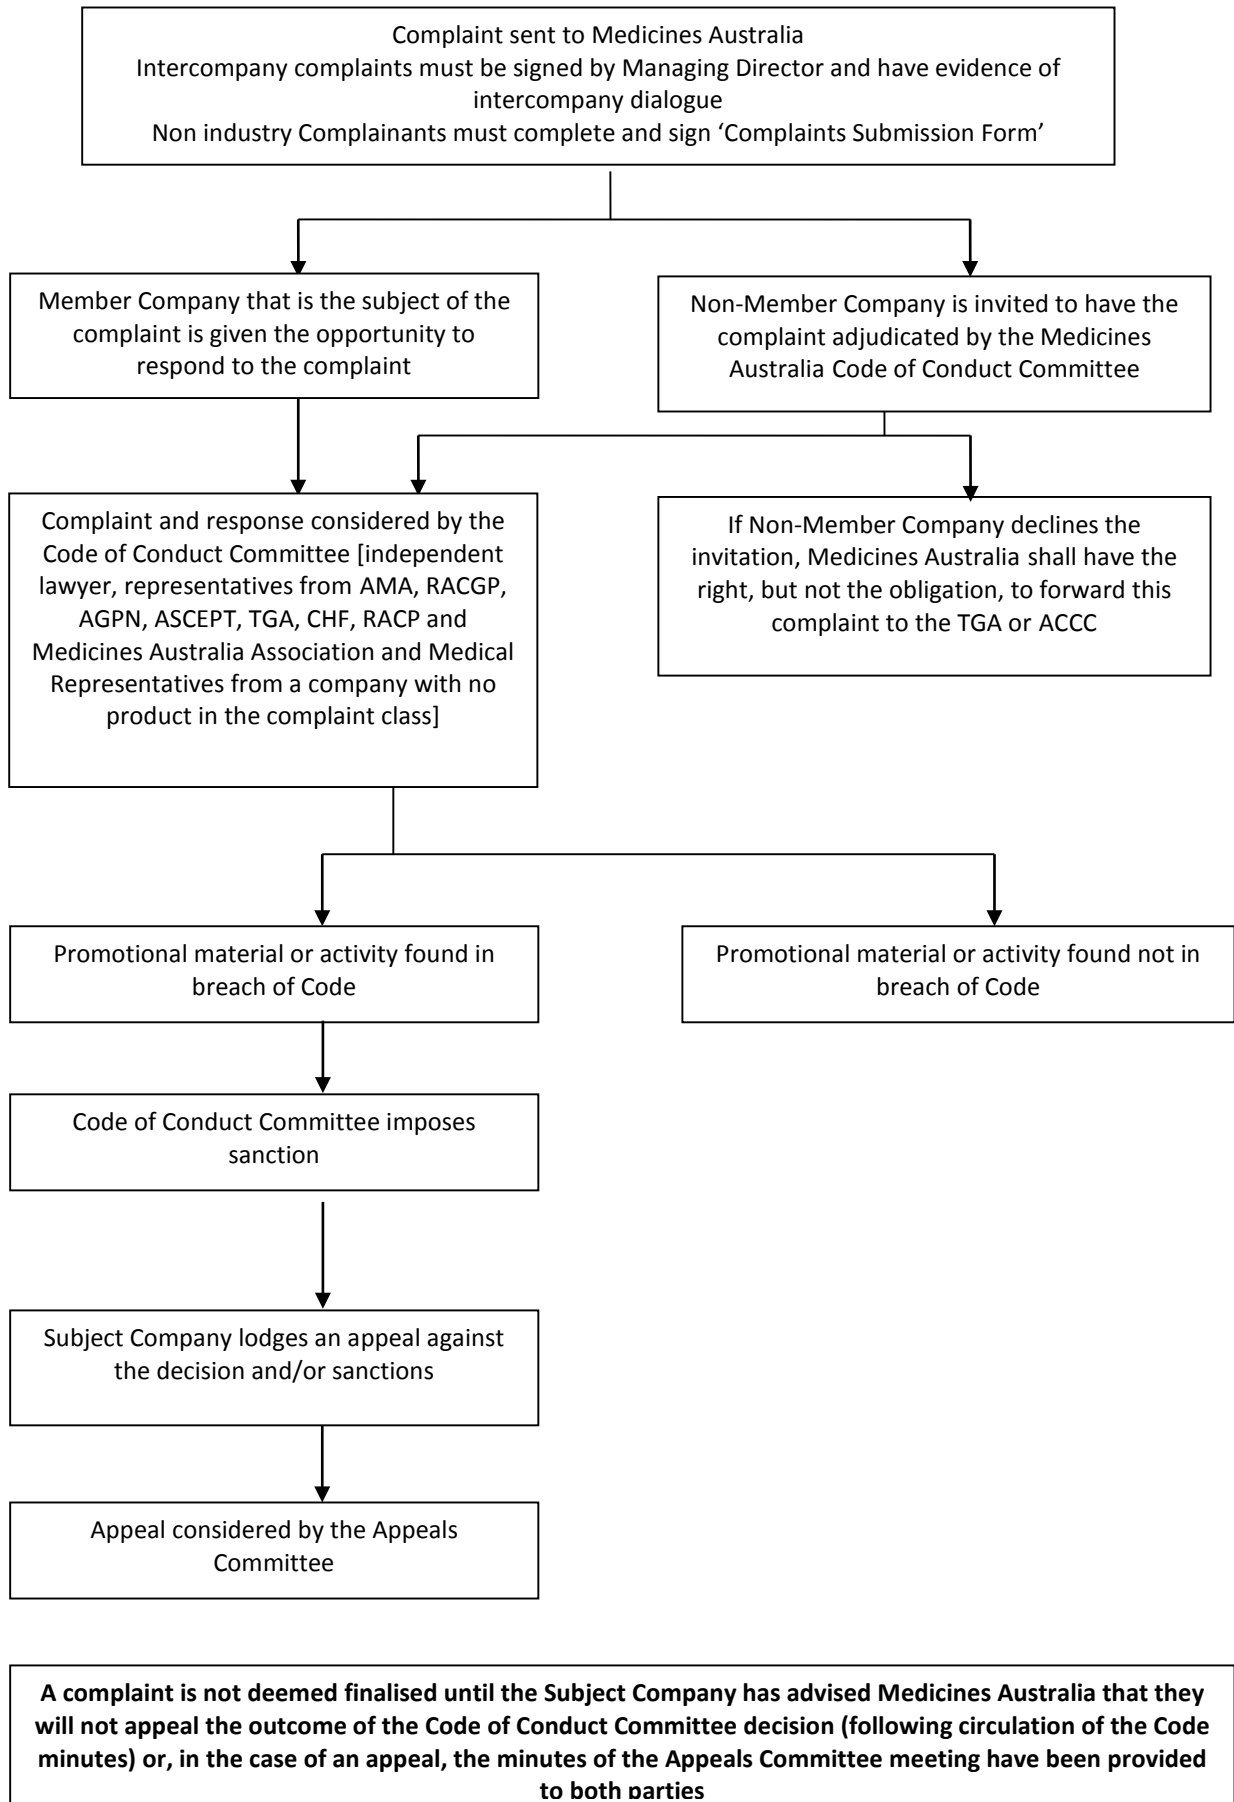 Complaint sent to Medicines Australia
Intercompany complaints must be signed by Managing Director and have evidence of
intercompany dialogue
Non industry Complainants must complete and sign ‘Complaints Submission Form’
Member Company that is the subject of the
complaint is given the opportunity to
respond to the complaint
Non-Member Company is invited to have the
complaint adjudicated by the Medicines
Australia Code of Conduct Committee
Complaint and response considered by the
Code of Conduct Committee [independent
lawyer, representatives from AMA, RACGP,
AGPN, ASCEPT, TGA, CHF, RACP and
Medicines Australia Association and Medical
Representatives from a company with no
product in the complaint class]
If Non-Member Company declines the
invitation, Medicines Australia shall have the
right, but not the obligation, to forward this
complaint to the TGA or ACCC
Promotional material or activity found in
breach of Code
Promotional material or activity found not in
breach of Code
Code of Conduct Committee imposes
sanction
Subject Company lodges an appeal against
the decision and/or sanctions
Appeal considered by the Appeals
Committee
A complaint is not deemed finalised until the Subject Company has advised Medicines Australia that they
will not appeal the outcome of the Code of Conduct Committee decision (following circulation of the Code
minutes) or, in the case of an appeal, the minutes of the Appeals Committee meeting have been provided
to both parties